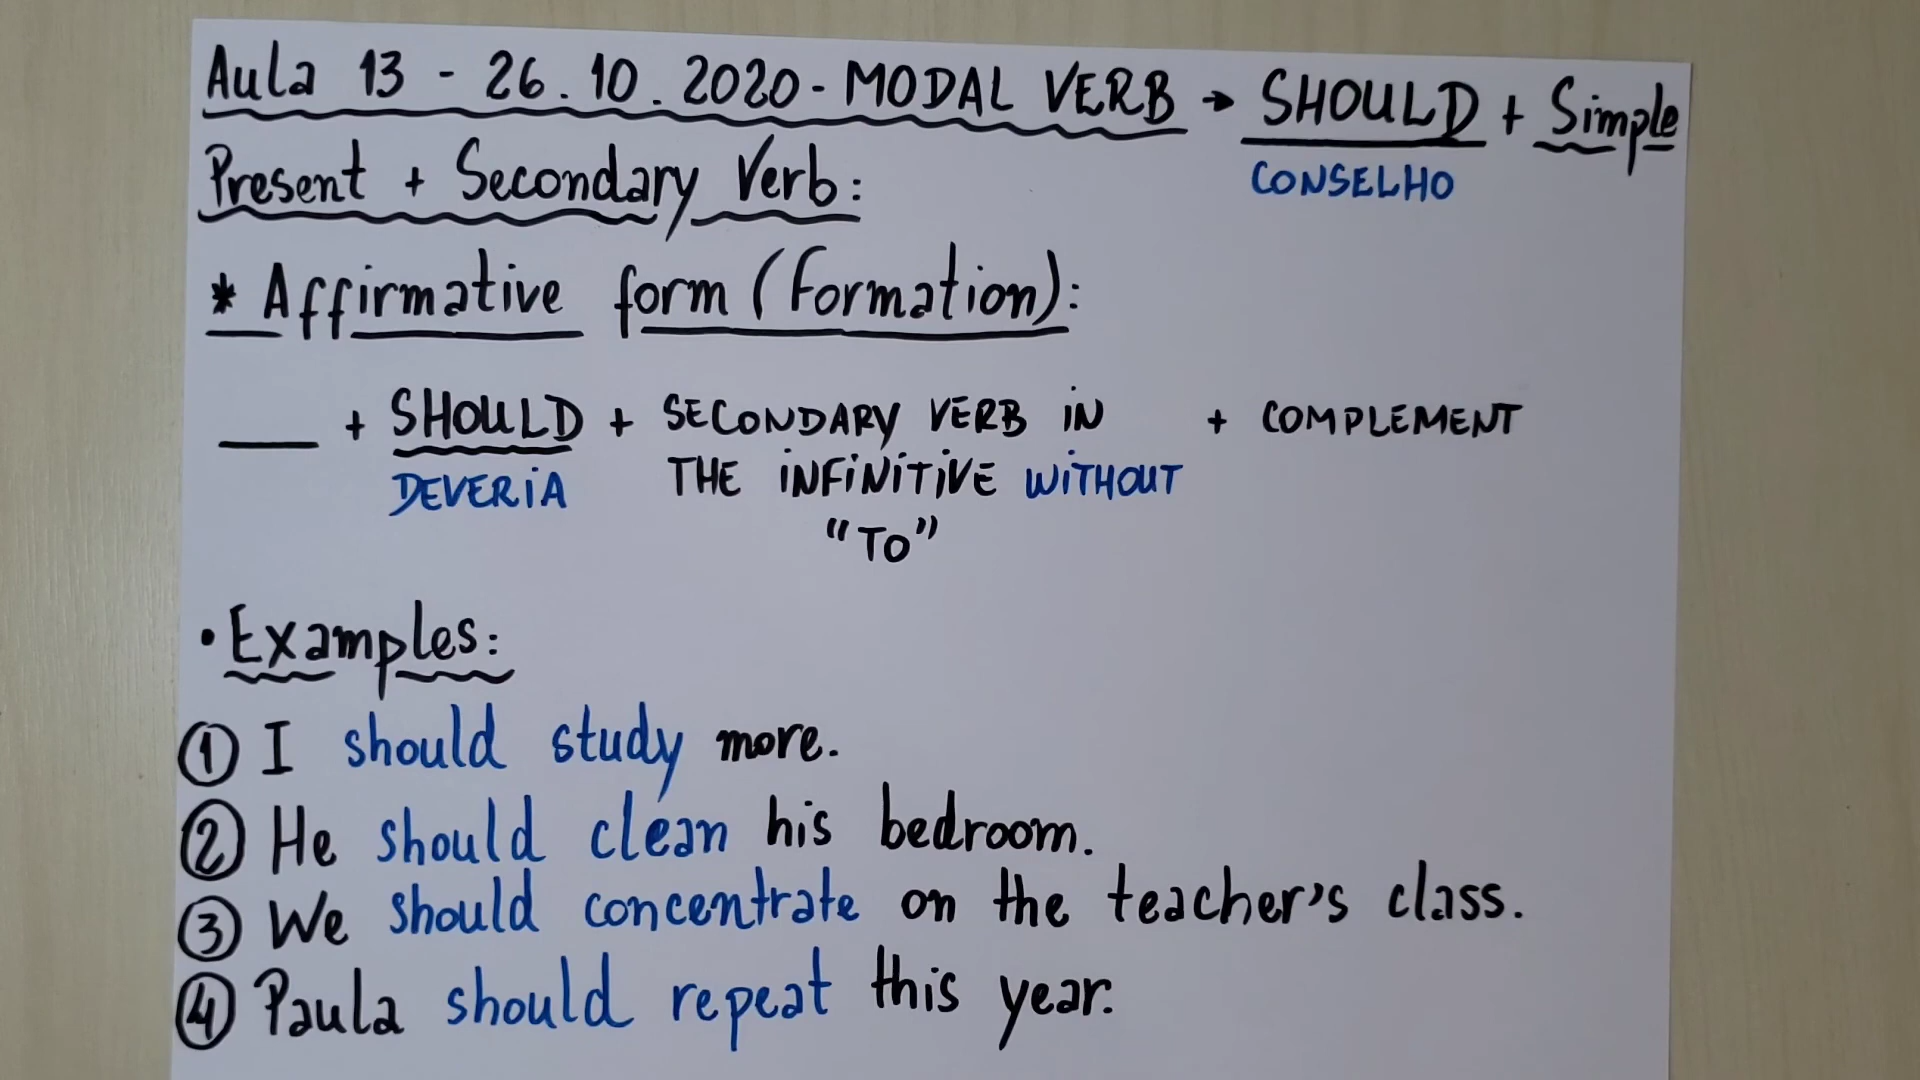 Aula 13 - 26.10.2020 - MODAL VERB → SHOULD + Simple
CONSELHO
Present + Secondary Verb:
* Affirmative form (Formation):
___ + SHOULD + SECONDARY VERB IN + COMPLEMENT
DEVERIA THE INFINITIVE WITHOUT
"TO"
• Examples:
① I should study more.
② He should clean his bedroom.
③ We should concentrate on the teacher's class.
④ Paula should repeat this year.